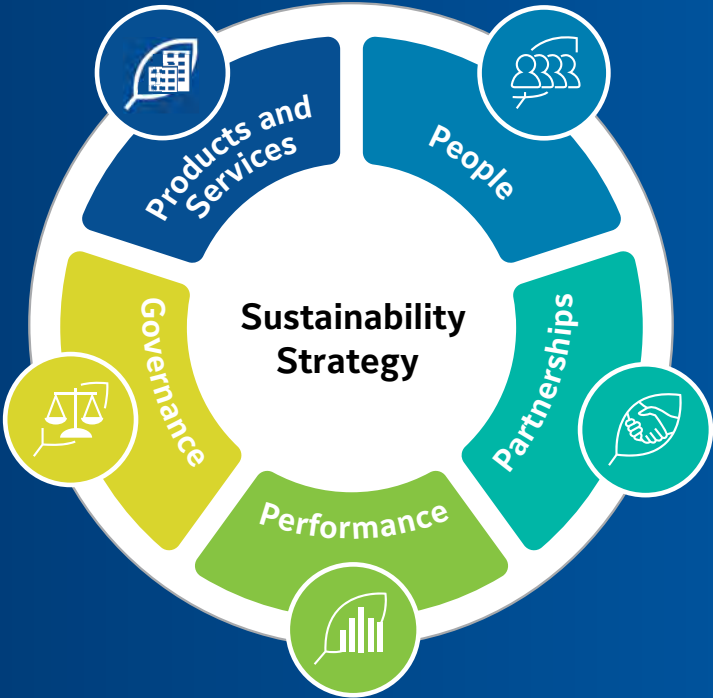 Products and
Services
People
Sustainability
Strategy
Governance
Partnerships
Performance